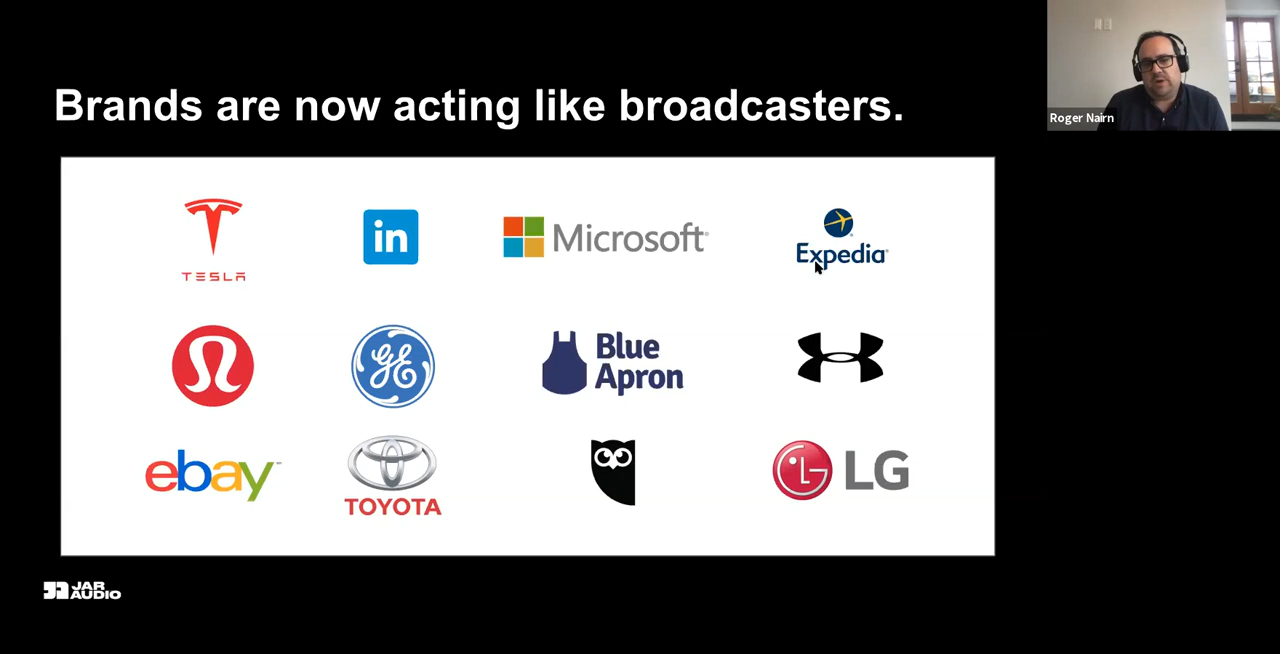 Brands are now acting like broadcasters.
Roger Nairn
TESLA
in
Microsoft
Expedia
GE
Blue
Apron
ebay
TOYOTA
LG
JAR
AUDIO